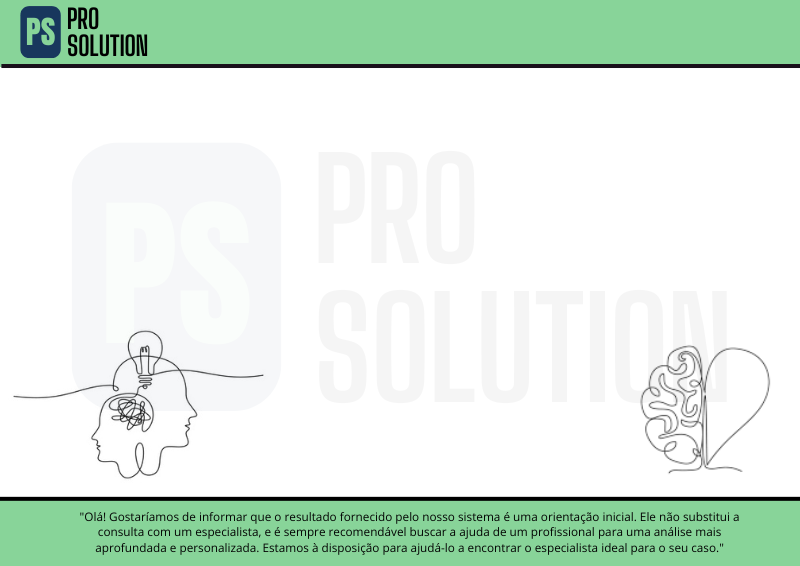 PS PRO
SOLUTION
PRO
PS
SOLUTION
"Olá! Gostaríamos de informar que o resultado fornecido pelo nosso sistema é uma orientação inicial. Ele não substitui a
consulta com um especialista, e é sempre recomendável buscar a ajuda de um profissional para uma análise mais
aprofundada e personalizada. Estamos à disposição para ajudá-lo a encontrar o especialista ideal para o seu caso."